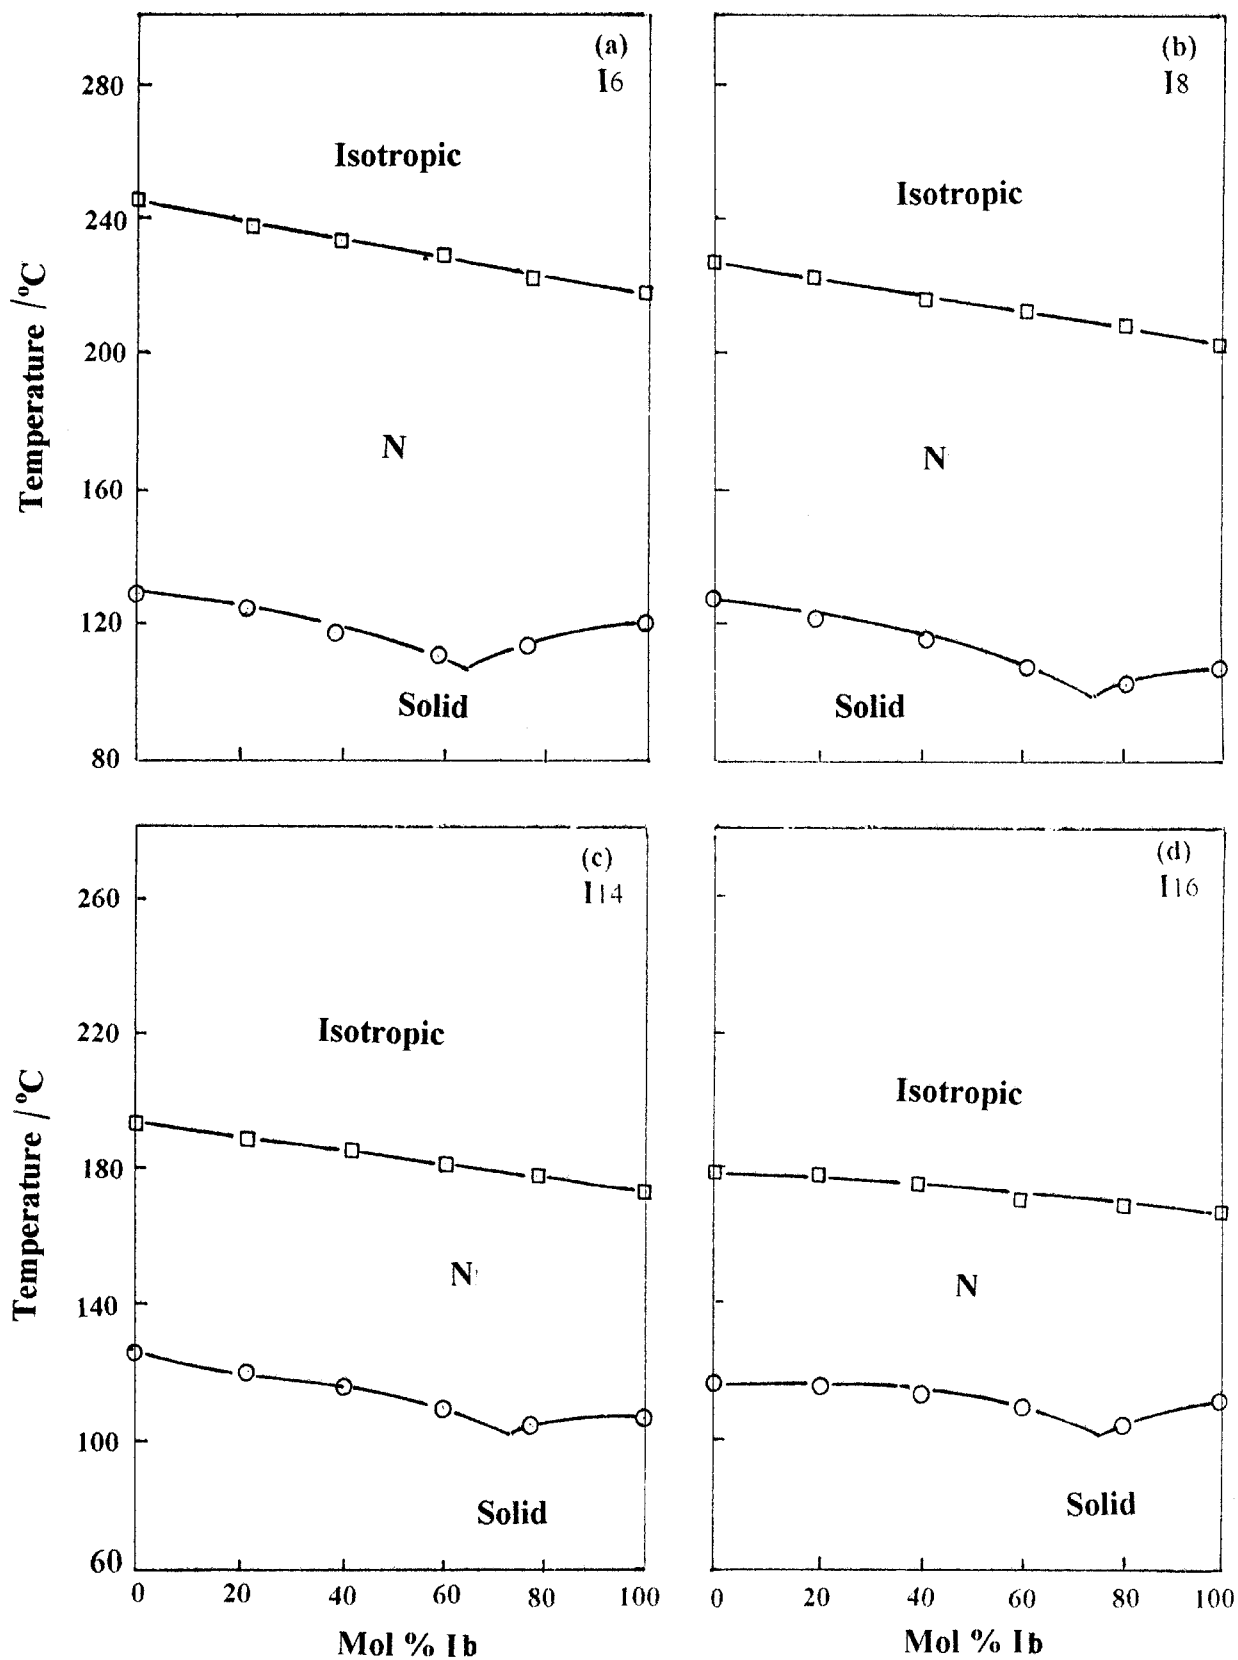 (a)
I6
280
Isotropic
240
200
N
160
120
Solid
80
Temperature /°C
(b)
I8
Isotropic
N
Solid
(c)
I14
260
220
Isotropic
180
N
140
100
Solid
60
0 20 40 60 80 100
Mol % Ib
Temperature /°C
(d)
I16
Isotropic
N
Solid
0 20 40 60 80 100
Mol % Ib